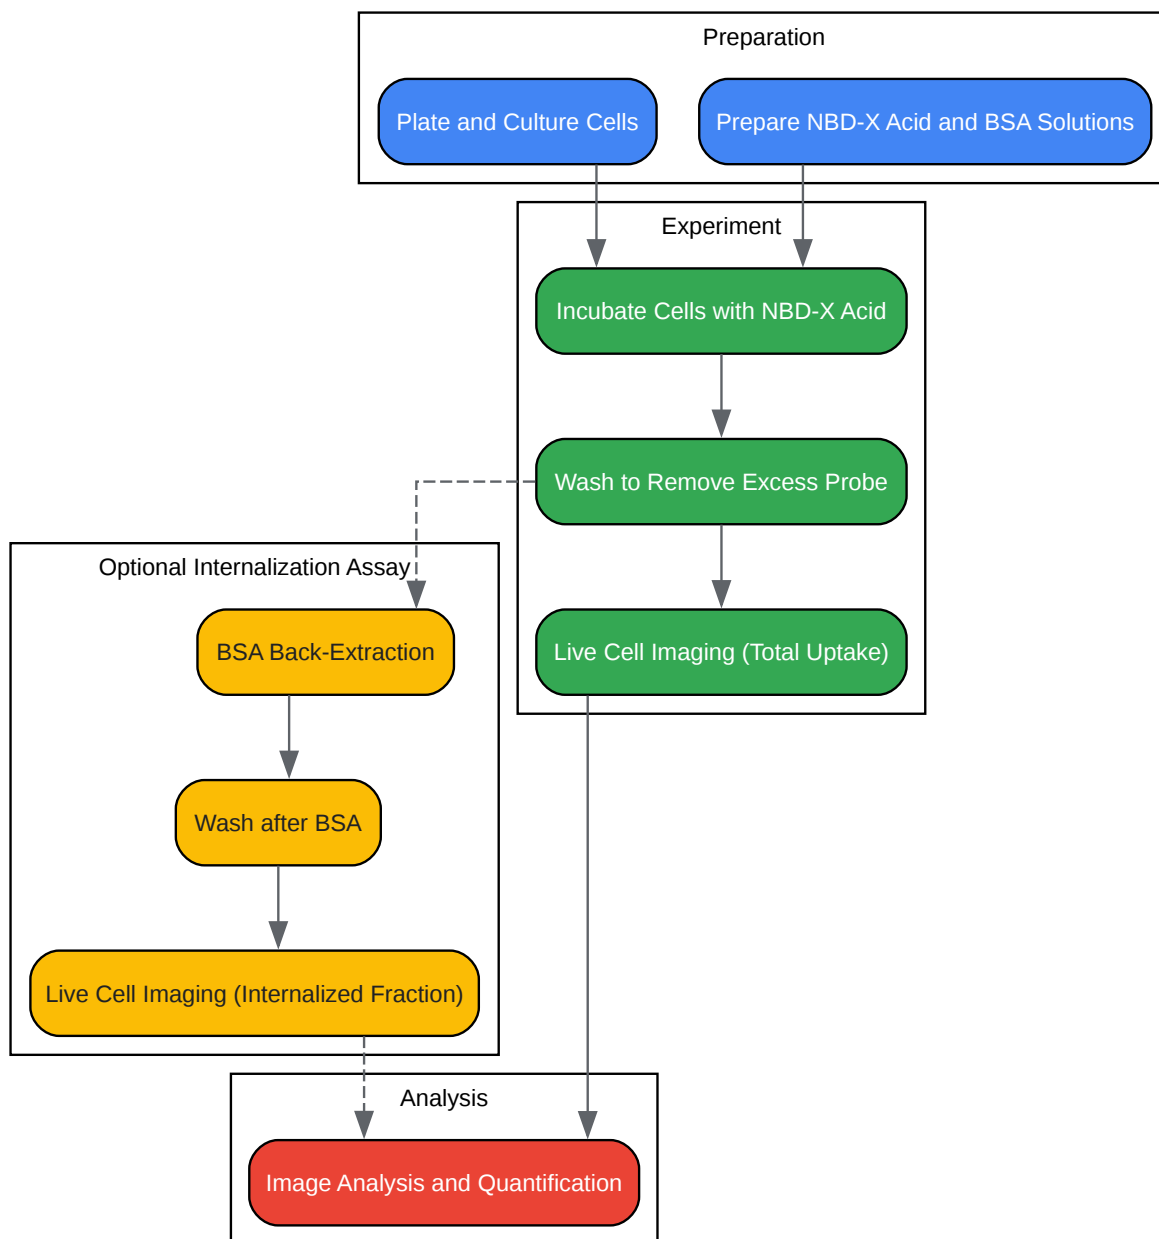 Preparation
Plate and Culture Cells
Prepare NBD-X Acid and BSA Solutions
Experiment
Incubate Cells with NBD-X Acid
Wash to Remove Excess Probe
Live Cell Imaging (Total Uptake)
Optional Internalization Assay
BSA Back-Extraction
Wash after BSA
Live Cell Imaging (Internalized Fraction)
Analysis
Image Analysis and Quantification